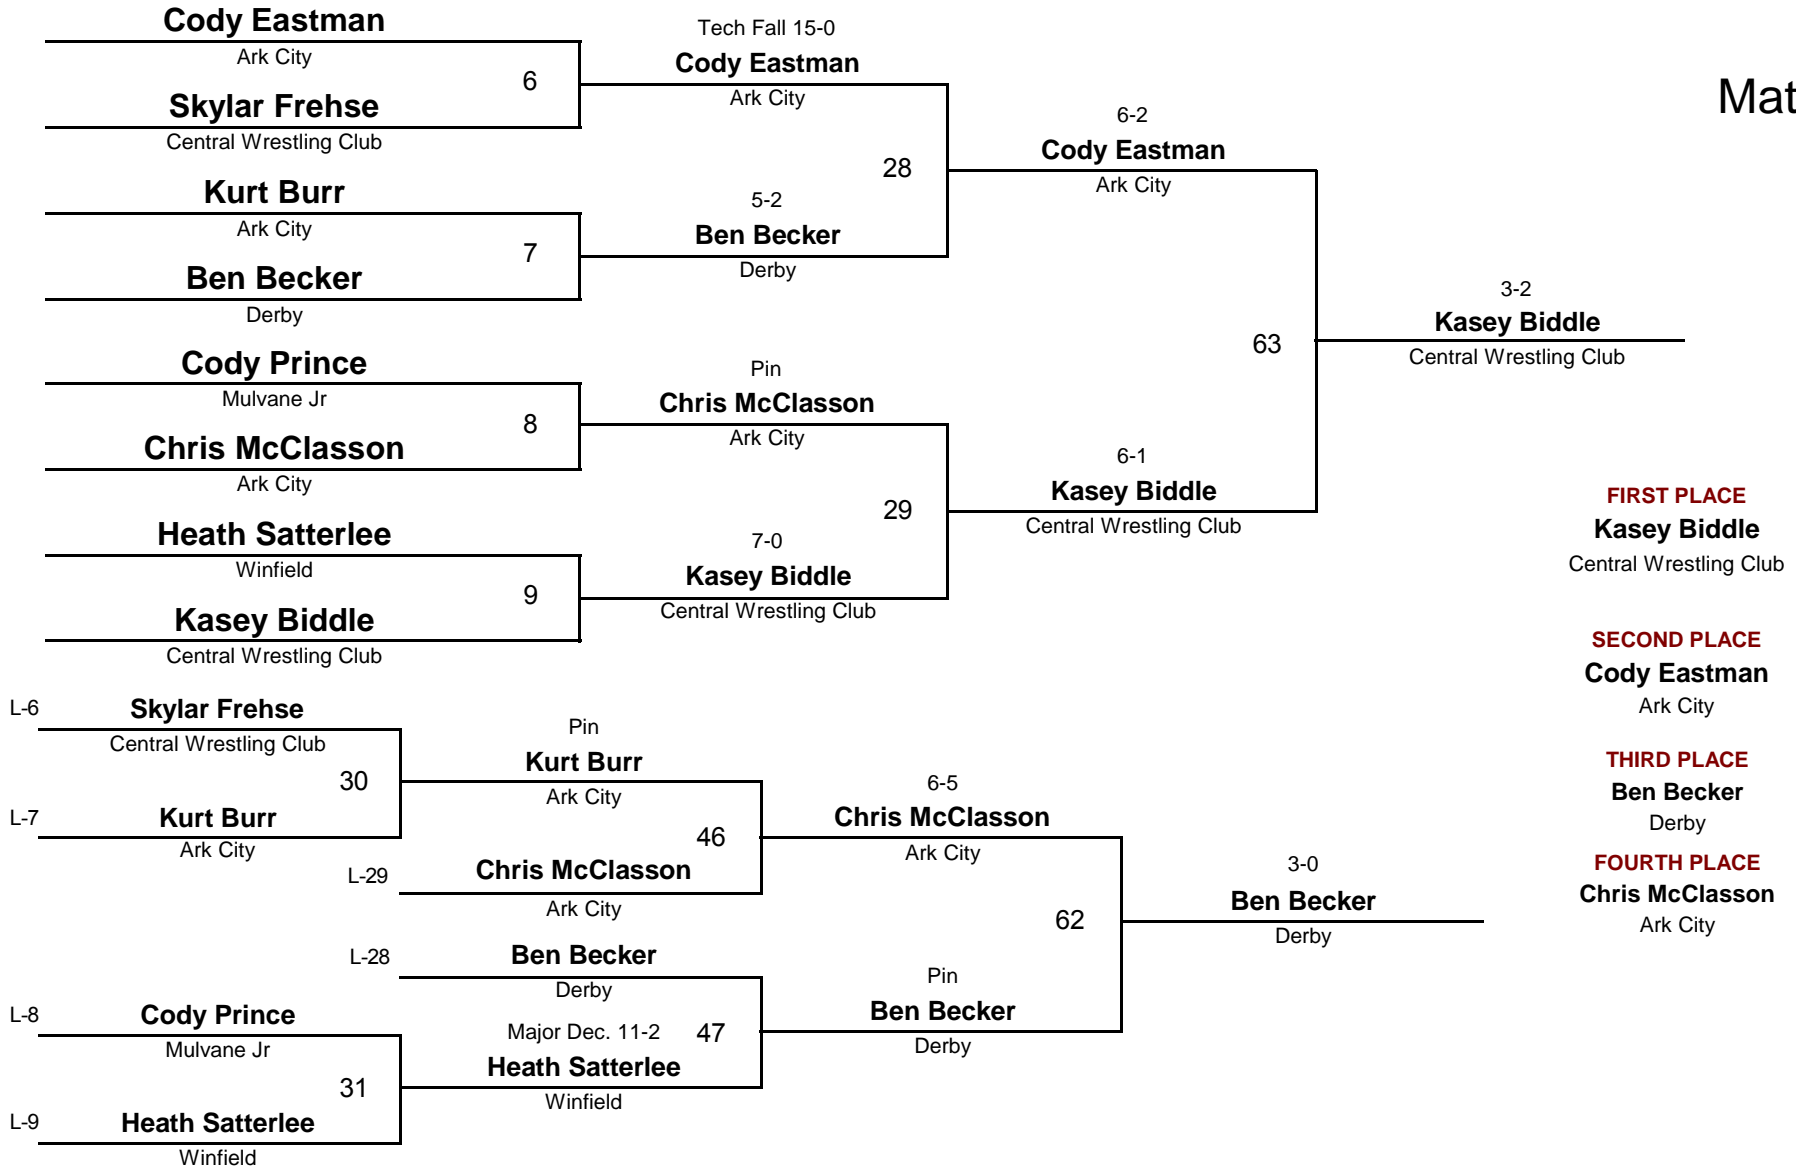 Cody Eastman
Ark City
6
Skylar Frehse
Central Wrestling Club
Kurt Burr
Ark City
7
Ben Becker
Derby
Cody Prince
Mulvane Jr
8
Chris McClasson
Ark City
Heath Satterlee
Winfield
9
Kasey Biddle
Central Wrestling Club
Tech Fall 15-0
Cody Eastman
Ark City
28
5-2
Ben Becker
Derby
Pin
Chris McClasson
Ark City
29
7-0
Kasey Biddle
Central Wrestling Club
6-2
Cody Eastman
Ark City
63
6-1
Kasey Biddle
Central Wrestling Club
3-2
Kasey Biddle
Central Wrestling Club
Mat
L-6
Skylar Frehse
Central Wrestling Club
30
L-7
Kurt Burr
Ark City
Pin
Kurt Burr
Ark City
46
L-29
Chris McClasson
Ark City
L-28
Ben Becker
Derby
47
L-8
Cody Prince
Mulvane Jr
31
L-9
Heath Satterlee
Winfield
Major Dec. 11-2
Heath Satterlee
Winfield
6-5
Chris McClasson
Ark City
62
Pin
Ben Becker
Derby
3-0
Ben Becker
Derby
FIRST PLACE
Kasey Biddle
Central Wrestling Club
SECOND PLACE
Cody Eastman
Ark City
THIRD PLACE
Ben Becker
Derby
FOURTH PLACE
Chris McClasson
Ark City